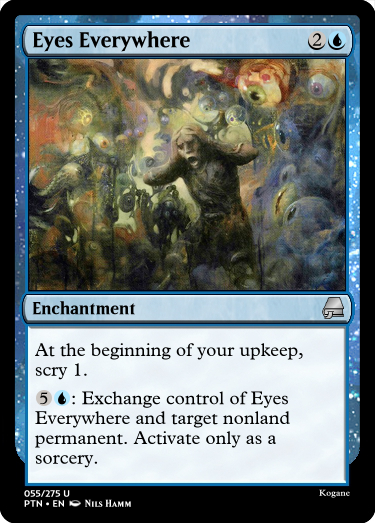 Eyes Everywhere 2
Enchantment
At the beginning of your upkeep,
scry 1.
5 : Exchange control of Eyes
Everywhere and target nonland
permanent. Activate only as a
sorcery.
055/275 U
PTN • EN Nils Hamm
Kogane